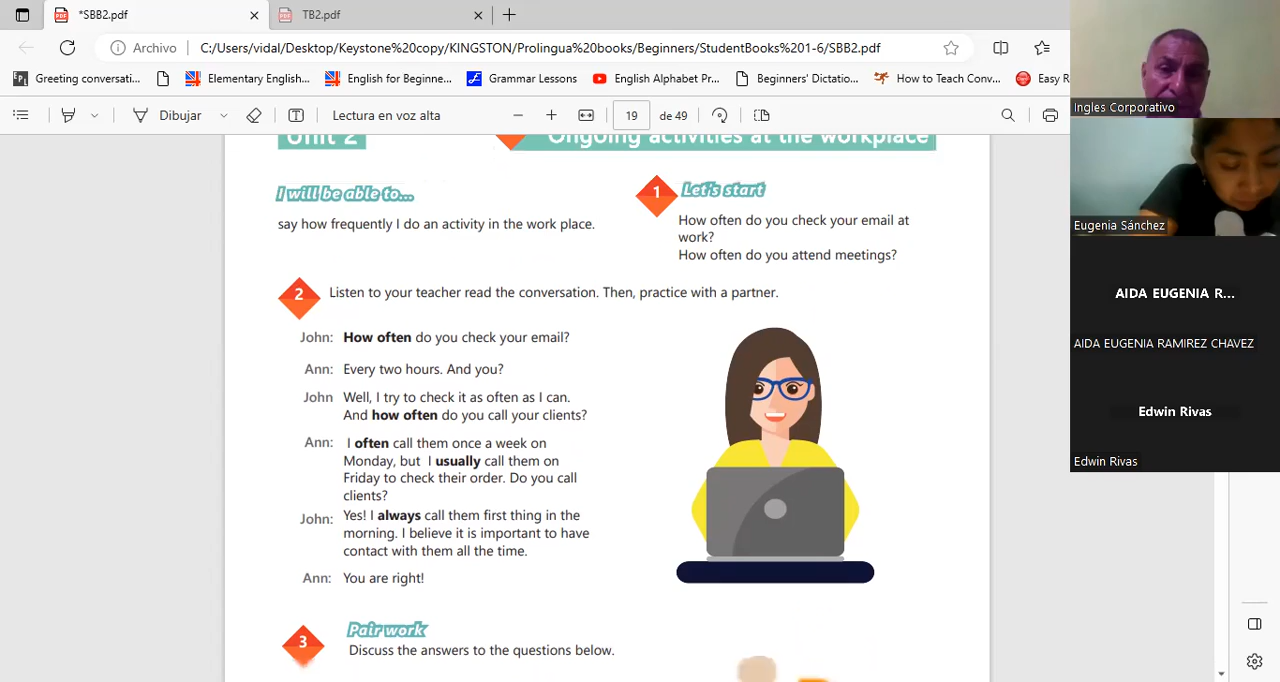 *SBB2.pdf
TB2.pdf
Archivo
C:/Users/vidal/Desktop/Keystone%20copy/KINGSTON/Prolingua%20books/Beginners/StudentBooks%201-6/SBB2.pdf
Greeting conversati...
Elementary English...
English for Beginne...
Grammar Lessons
English Alphabet Pr...
Beginners' Dictatio...
How to Teach Conv...
Easy R
Dibujar
Lectura en voz alta
19
de 49
Unit 2
Ongoing activities at the workplace
I will be able to...
say how frequently I do an activity in the work place.
1
Let's start
How often do you check your email at
work?
How often do you attend meetings?
2
Listen to your teacher read the conversation. Then, practice with a partner.
John: How often do you check your email?
Ann: Every two hours. And you?
John Well, I try to check it as often as I can.
And how often do you call your clients?
Ann: I often call them once a week on
Monday, but I usually call them on
Friday to check their order. Do you call
clients?
John: Yes! I always call them first thing in the
morning. I believe it is important to have
contact with them all the time.
Ann: You are right!
3
Pair work
Discuss the answers to the questions below.
Ingles Corporativo
Eugenia Sánchez
AIDA EUGENIA R...
AIDA EUGENIA RAMIREZ CHAVEZ
Edwin Rivas
Edwin Rivas